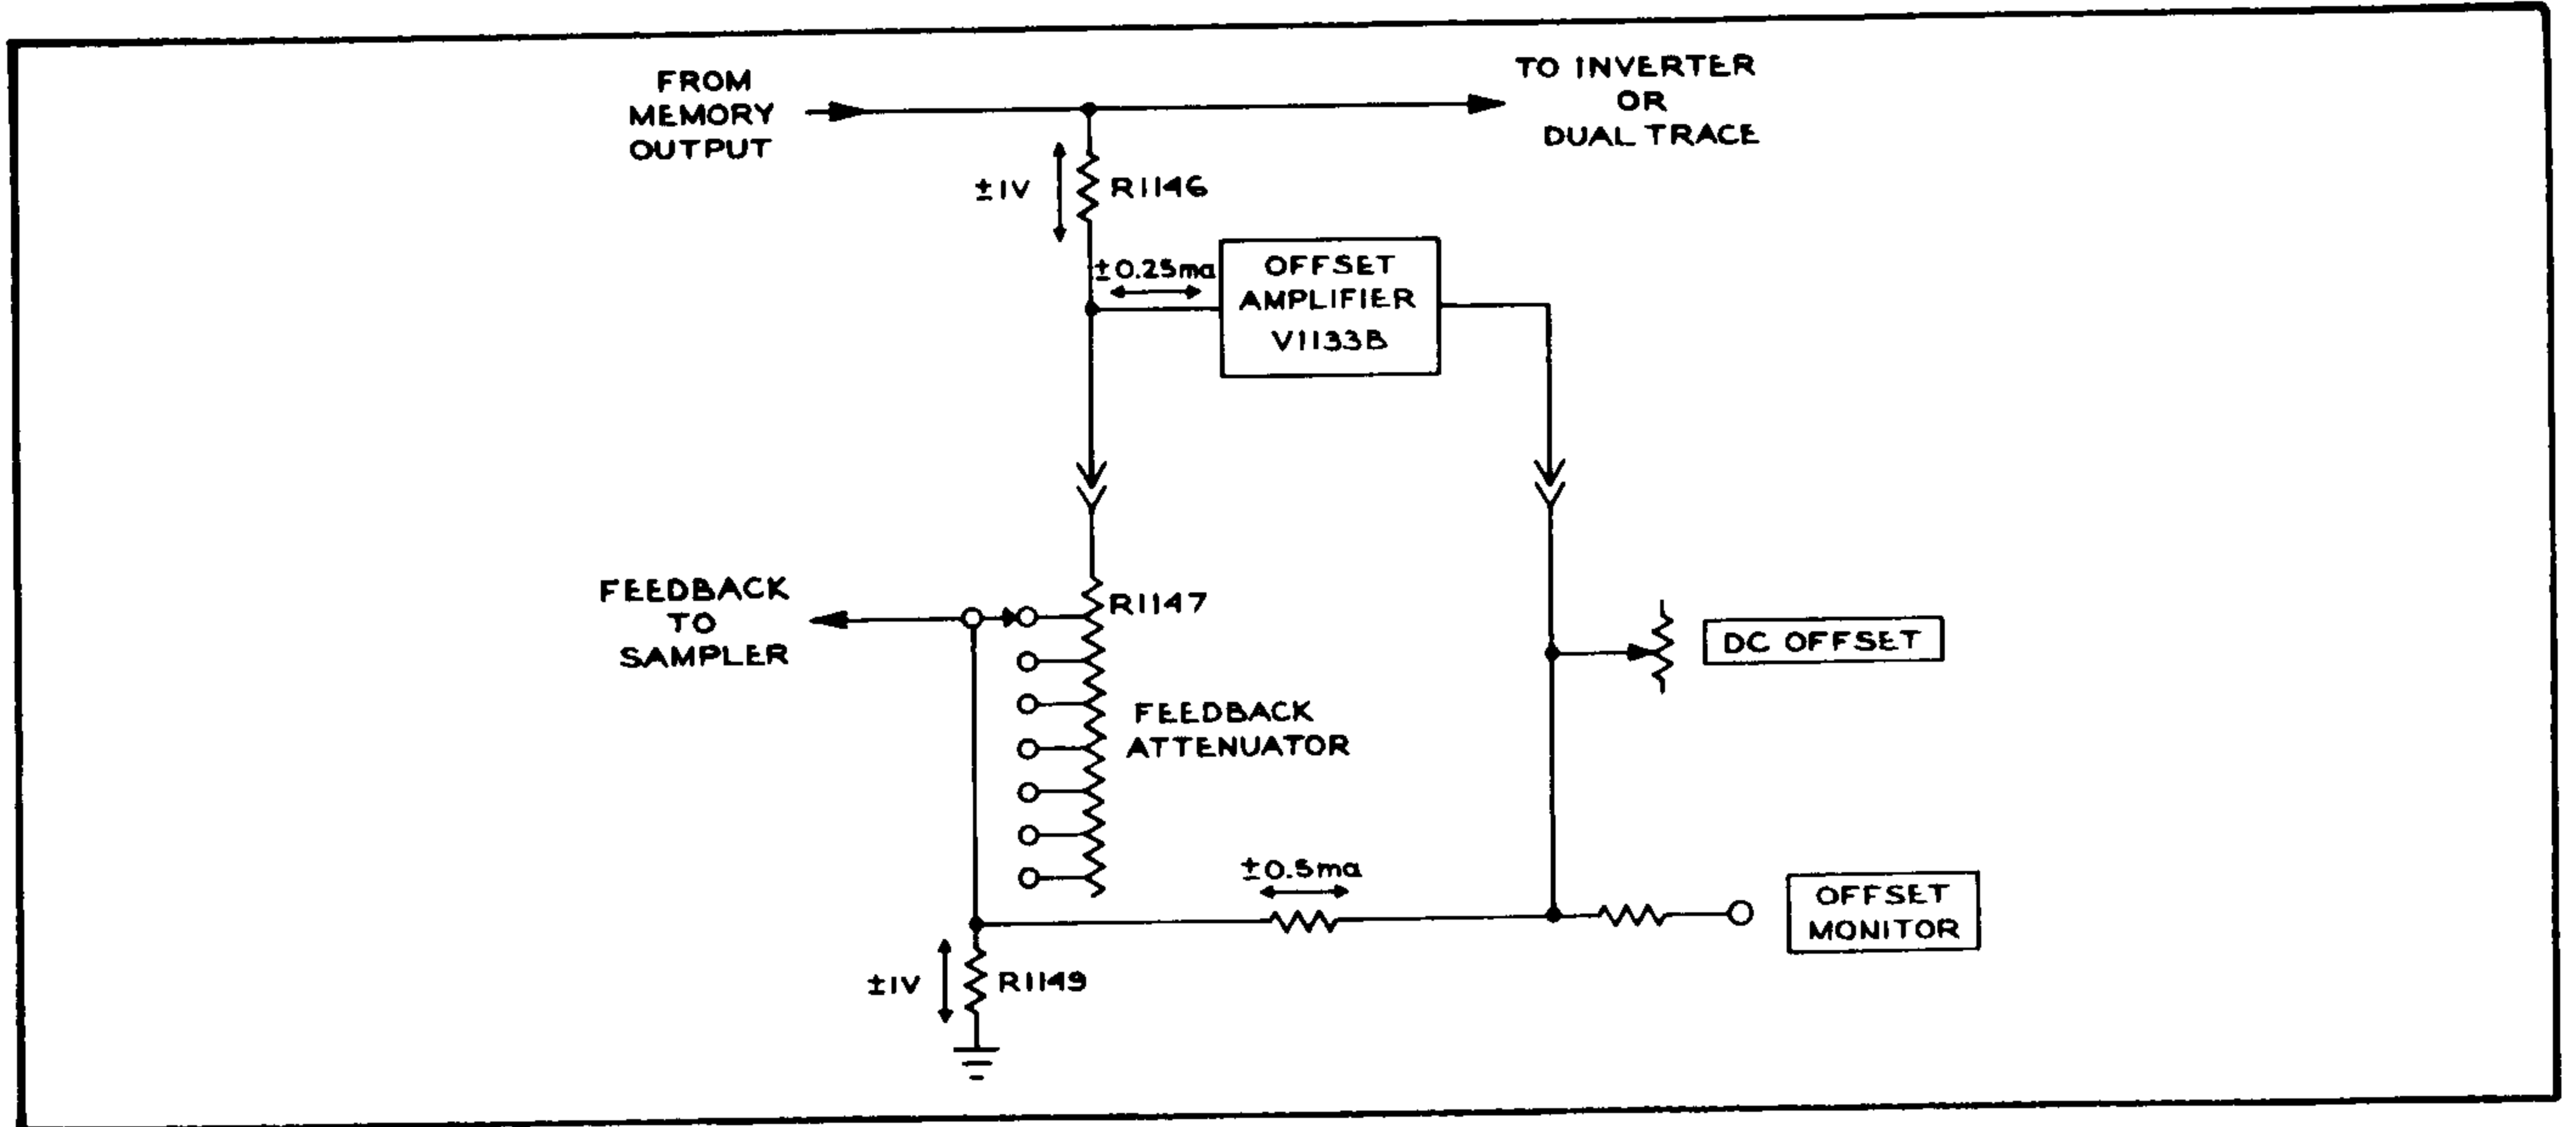 FROM
MEMORY
OUTPUT
TO INVERTER
OR
DUAL TRACE
±1V
R1146
±0.25ma
OFFSET
AMPLIFIER
V1133B
FEEDBACK
TO
SAMPLER
R1147
DC OFFSET
FEEDBACK
ATTENUATOR
±0.5ma
OFFSET
MONITOR
±1V
R1149